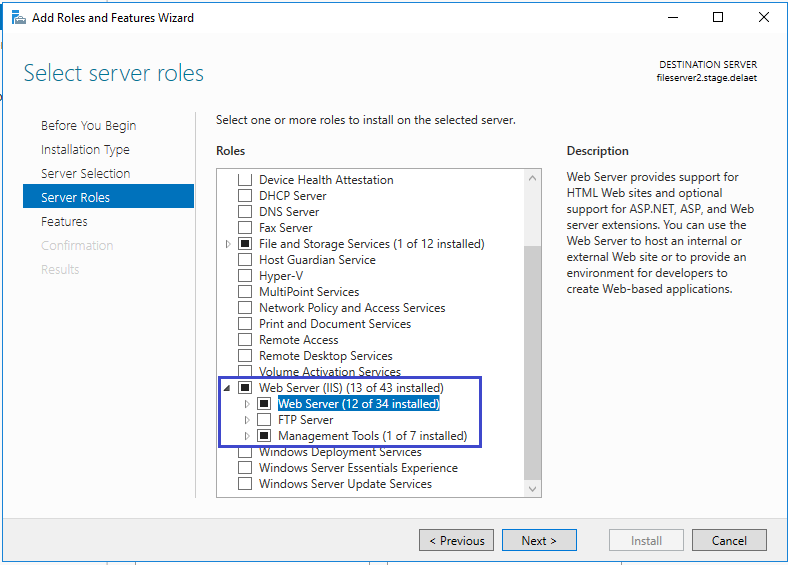 Add Roles and Features Wizard
Select server roles
DESTINATION SERVER
fileserver2.stage.delaet
Before You Begin
Installation Type
Server Selection
Server Roles
Features
Confirmation
Results
Select one or more roles to install on the selected server.
Roles
Device Health Attestation
DHCP Server
DNS Server
Fax Server
File and Storage Services (1 of 12 installed)
Host Guardian Service
Hyper-V
MultiPoint Services
Network Policy and Access Services
Print and Document Services
Remote Access
Remote Desktop Services
Volume Activation Services
Web Server (IIS) (13 of 43 installed)
Web Server (12 of 34 installed)
FTP Server
Management Tools (1 of 7 installed)
Windows Deployment Services
Windows Server Essentials Experience
Windows Server Update Services
Description
Web Server provides support for
HTML Web sites and optional
support for ASP.NET, ASP, and Web
server extensions. You can use the
Web Server to host an internal or
external Web site or to provide an
environment for developers to
create Web-based applications.
< Previous
Next >
Install
Cancel